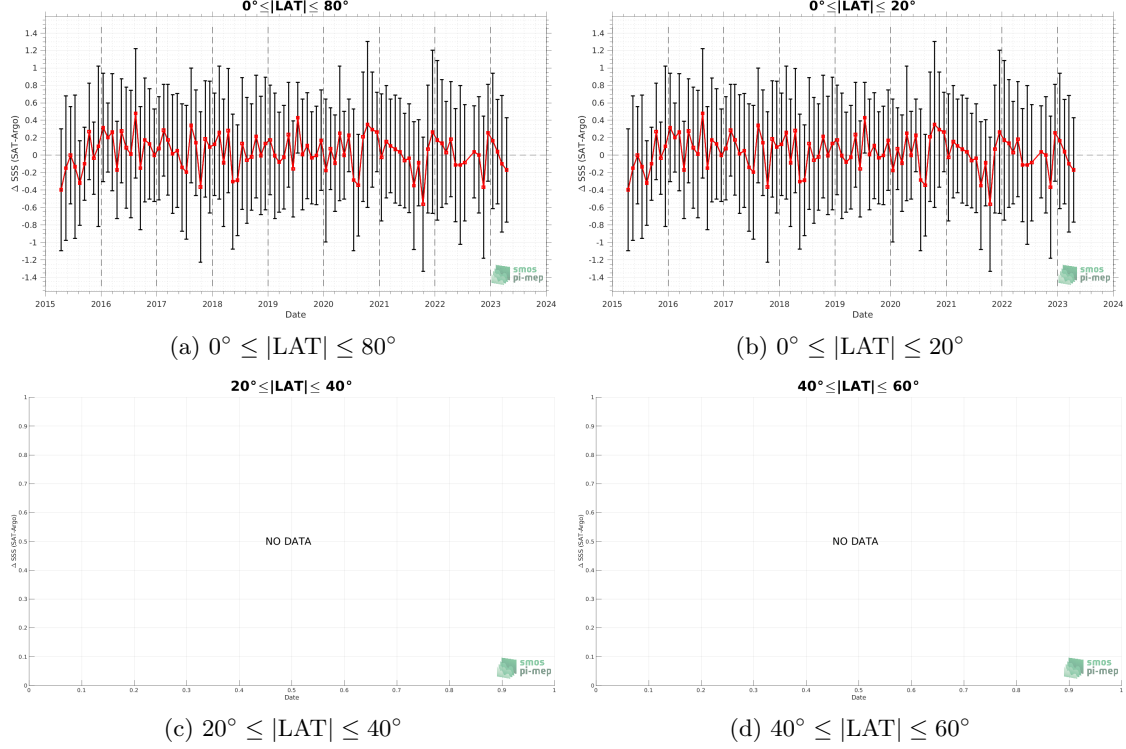 0°≤|LAT|≤ 80°
Δ SSS (SAT-Argo)
1.4
1.2
1
0.8
0.6
0.4
0.2
0
-0.2
-0.4
-0.6
-0.8
-1
-1.2
-1.4
2015 2016 2017 2018 2019 2020 2021 2022 2023 2024
Date
smos
pi-mep
(a) 0° ≤ |LAT| ≤ 80°
0°≤|LAT|≤ 20°
Δ SSS (SAT-Argo)
1.4
1.2
1
0.8
0.6
0.4
0.2
0
-0.2
-0.4
-0.6
-0.8
-1
-1.2
-1.4
2015 2016 2017 2018 2019 2020 2021 2022 2023 2024
Date
smos
pi-mep
(b) 0° ≤ |LAT| ≤ 20°
20°≤|LAT|≤ 40°
Δ SSS (SAT-Argo)
1
0.9
0.8
0.7
0.6
0.5
0.4
0.3
0.2
0.1
0
NO DATA
smos
pi-mep
0 0.1 0.2 0.3 0.4 0.5 0.6 0.7 0.8 0.9 1
Date
(c) 20° ≤ |LAT| ≤ 40°
40°≤|LAT|≤ 60°
Δ SSS (SAT-Argo)
1
0.9
0.8
0.7
0.6
0.5
0.4
0.3
0.2
0.1
0
NO DATA
smos
pi-mep
0 0.1 0.2 0.3 0.4 0.5 0.6 0.7 0.8 0.9 1
Date
(d) 40° ≤ |LAT| ≤ 60°